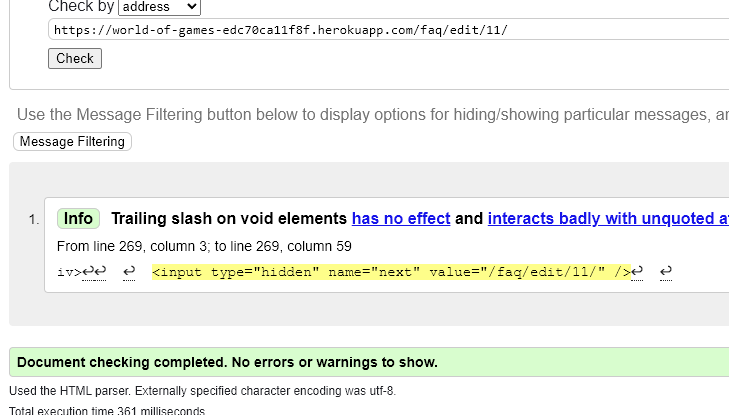 Check by address
https://world-of-games-edc70ca11f8f.herokuapp.com/faq/edit/11/
Check
Use the Message Filtering button below to display options for hiding/showing particular messages,
Message Filtering
1. Info Trailing slash on void elements has no effect and interacts badly with unquoted
From line 269, column 3; to line 269, column 59
iv>↩↩ ↩ <input type="hidden" name="next" value="/faq/edit/11/" />↩ ↩
Document checking completed. No errors or warnings to show.
Used the HTML parser. Externally specified character encoding was utf-8.
Total execution time 361 milliseconds